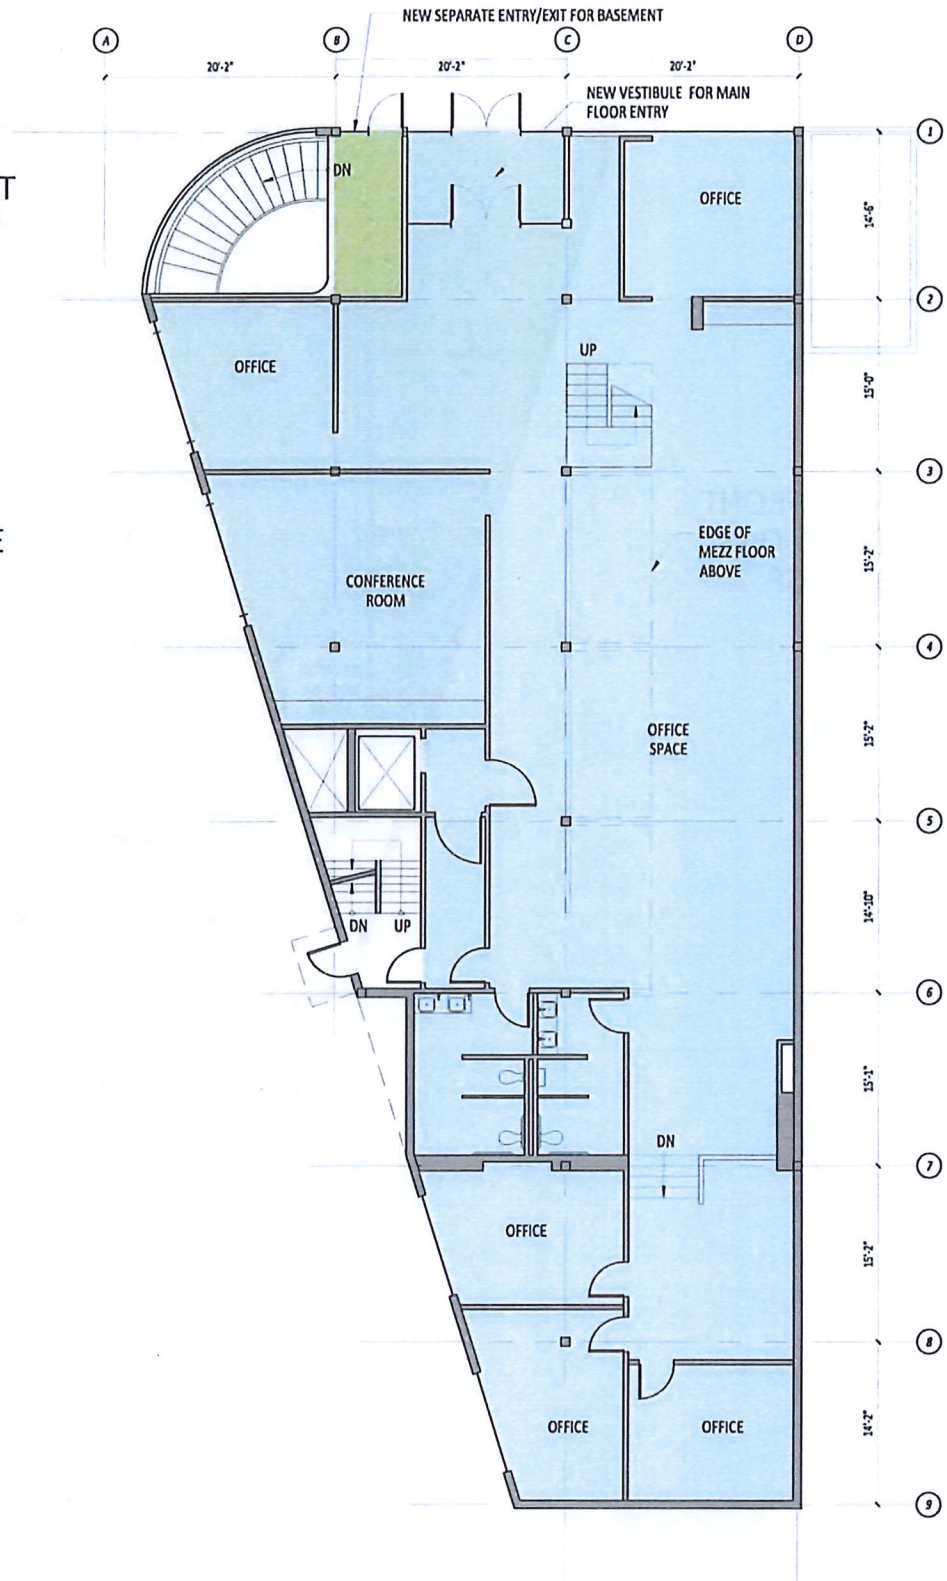 NEW SEPARATE ENTRY/EXIT FOR BASEMENT
A
B
C
D
20'-2"
20'-2"
20'-2"
NEW VESTIBULE FOR MAIN
FLOOR ENTRY
1
T
DN
OFFICE
14'-6"
2
UP
OFFICE
15'-0"
3
E
EDGE OF
MEZZ FLOOR
ABOVE
15'-2"
CONFERENCE
ROOM
4
OFFICE
SPACE
15'-2"
5
14'-10"
DN
UP
6
15'-1"
DN
7
OFFICE
15'-2"
8
OFFICE
OFFICE
14'-2"
9